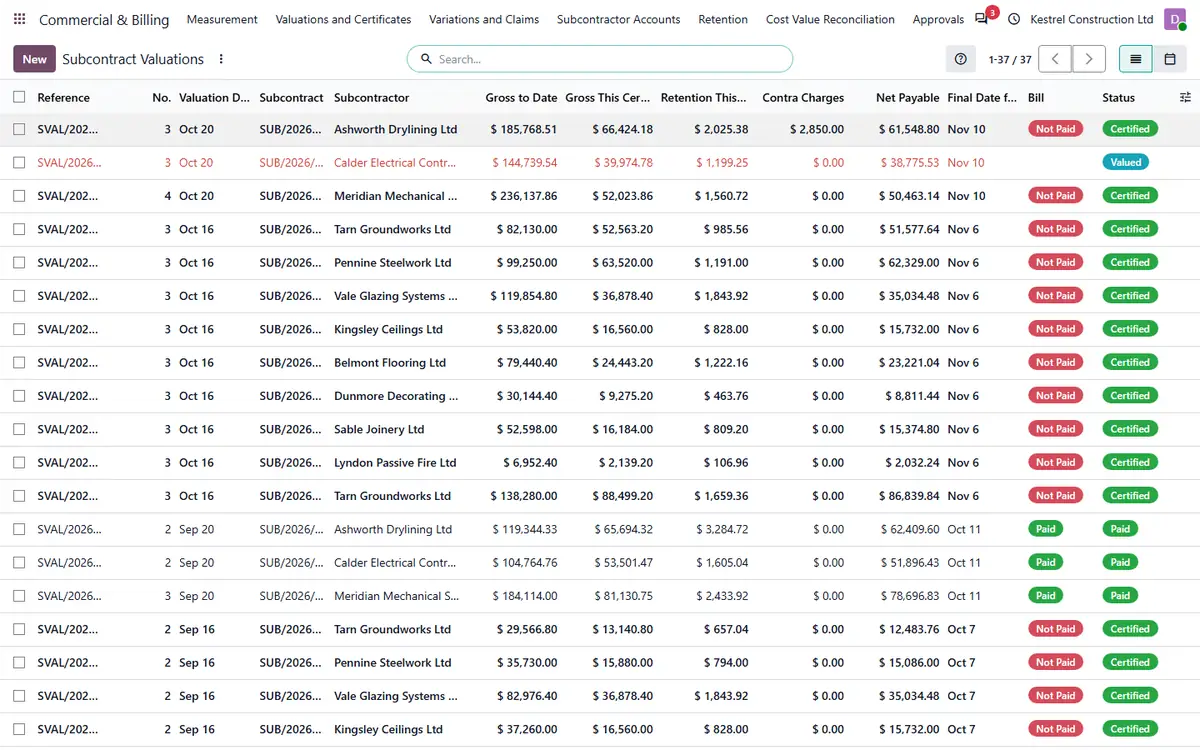 Commercial & Billing Measurement Valuations and Certificates Variations and Claims Subcontractor Accounts Retention Cost Value Reconciliation Approvals 3 Kestrel Construction Ltd D
New Subcontract Valuations Search... 1-37 / 37
Reference No. Valuation D... Subcontract Subcontractor Gross to Date Gross This Cer... Retention This... Contra Charges Net Payable Final Date f... Bill Status
SVAL/202... 3 Oct 20 SUB/2026... Ashworth Drylining Ltd $ 185,768.51 $ 66,424.18 $ 2,025.38 $ 2,850.00 $ 61,548.80 Nov 10 Not Paid Certified
SVAL/2026... 3 Oct 20 SUB/2026/... Calder Electrical Contr... $ 144,739.54 $ 39,974.78 $ 1,199.25 $ 0.00 $ 38,775.53 Nov 10 Valued
SVAL/202... 4 Oct 20 SUB/2026... Meridian Mechanical ... $ 236,137.86 $ 52,023.86 $ 1,560.72 $ 0.00 $ 50,463.14 Nov 10 Not Paid Certified
SVAL/202... 3 Oct 16 SUB/2026... Tarn Groundworks Ltd $ 82,130.00 $ 52,563.20 $ 985.56 $ 0.00 $ 51,577.64 Nov 6 Not Paid Certified
SVAL/202... 3 Oct 16 SUB/2026... Pennine Steelwork Ltd $ 99,250.00 $ 63,520.00 $ 1,191.00 $ 0.00 $ 62,329.00 Nov 6 Not Paid Certified
SVAL/202... 3 Oct 16 SUB/2026... Vale Glazing Systems ... $ 119,854.80 $ 36,878.40 $ 1,843.92 $ 0.00 $ 35,034.48 Nov 6 Not Paid Certified
SVAL/202... 3 Oct 16 SUB/2026... Kingsley Ceilings Ltd $ 53,820.00 $ 16,560.00 $ 828.00 $ 0.00 $ 15,732.00 Nov 6 Not Paid Certified
SVAL/202... 3 Oct 16 SUB/2026... Belmont Flooring Ltd $ 79,440.40 $ 24,443.20 $ 1,222.16 $ 0.00 $ 23,221.04 Nov 6 Not Paid Certified
SVAL/202... 3 Oct 16 SUB/2026... Dunmore Decorating ... $ 30,144.40 $ 9,275.20 $ 463.76 $ 0.00 $ 8,811.44 Nov 6 Not Paid Certified
SVAL/202... 3 Oct 16 SUB/2026... Sable Joinery Ltd $ 52,598.00 $ 16,184.00 $ 809.20 $ 0.00 $ 15,374.80 Nov 6 Not Paid Certified
SVAL/202... 3 Oct 16 SUB/2026... Lyndon Passive Fire Ltd $ 6,952.40 $ 2,139.20 $ 106.96 $ 0.00 $ 2,032.24 Nov 6 Not Paid Certified
SVAL/202... 3 Oct 16 SUB/2026... Tarn Groundworks Ltd $ 138,280.00 $ 88,499.20 $ 1,659.36 $ 0.00 $ 86,839.84 Nov 6 Not Paid Certified
SVAL/2026... 2 Sep 20 SUB/2026/... Ashworth Drylining Ltd $ 119,344.33 $ 65,694.32 $ 3,284.72 $ 0.00 $ 62,409.60 Oct 11 Paid Paid
SVAL/2026... 2 Sep 20 SUB/2026/... Calder Electrical Contr... $ 104,764.76 $ 53,501.47 $ 1,605.04 $ 0.00 $ 51,896.43 Oct 11 Paid Paid
SVAL/2026... 3 Sep 20 SUB/2026/... Meridian Mechanical S... $ 184,114.00 $ 81,130.75 $ 2,433.92 $ 0.00 $ 78,696.83 Oct 11 Paid Paid
SVAL/202... 2 Sep 16 SUB/2026... Tarn Groundworks Ltd $ 29,566.80 $ 13,140.80 $ 657.04 $ 0.00 $ 12,483.76 Oct 7 Not Paid Certified
SVAL/202... 2 Sep 16 SUB/2026... Pennine Steelwork Ltd $ 35,730.00 $ 15,880.00 $ 794.00 $ 0.00 $ 15,086.00 Oct 7 Not Paid Certified
SVAL/202... 2 Sep 16 SUB/2026... Vale Glazing Systems ... $ 82,976.40 $ 36,878.40 $ 1,843.92 $ 0.00 $ 35,034.48 Oct 7 Not Paid Certified
SVAL/202... 2 Sep 16 SUB/2026... Kingsley Ceilings Ltd $ 37,260.00 $ 16,560.00 $ 828.00 $ 0.00 $ 15,732.00 Oct 7 Not Paid Certified